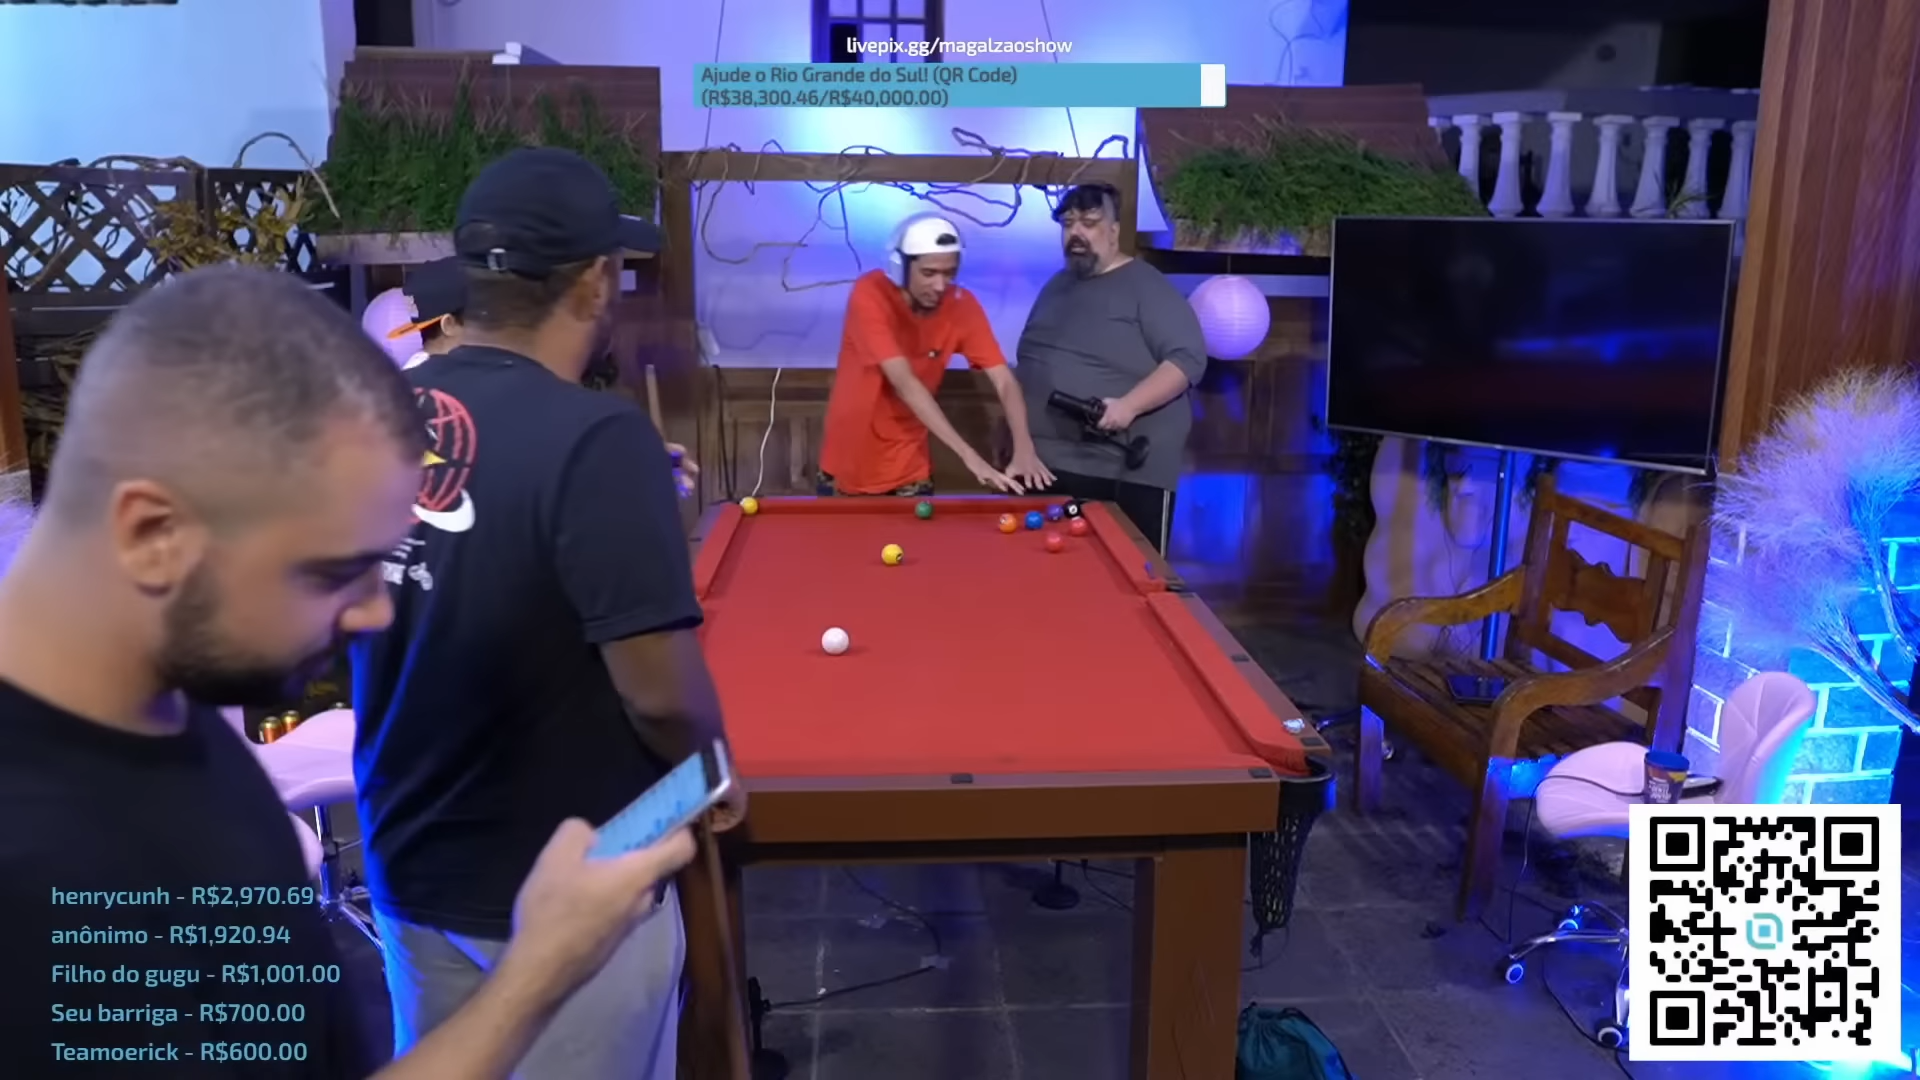 livepix.gg/magalzaoshow
Ajude o Rio Grande do Sul! (QR Code)
(R$38,300.46/R$40,000.00)
henrycunh - R$2,970.69
anônimo - R$1,920.94
Filho do gugu - R$1,001.00
Seu barriga - R$700.00
Teamoerick - R$600.00